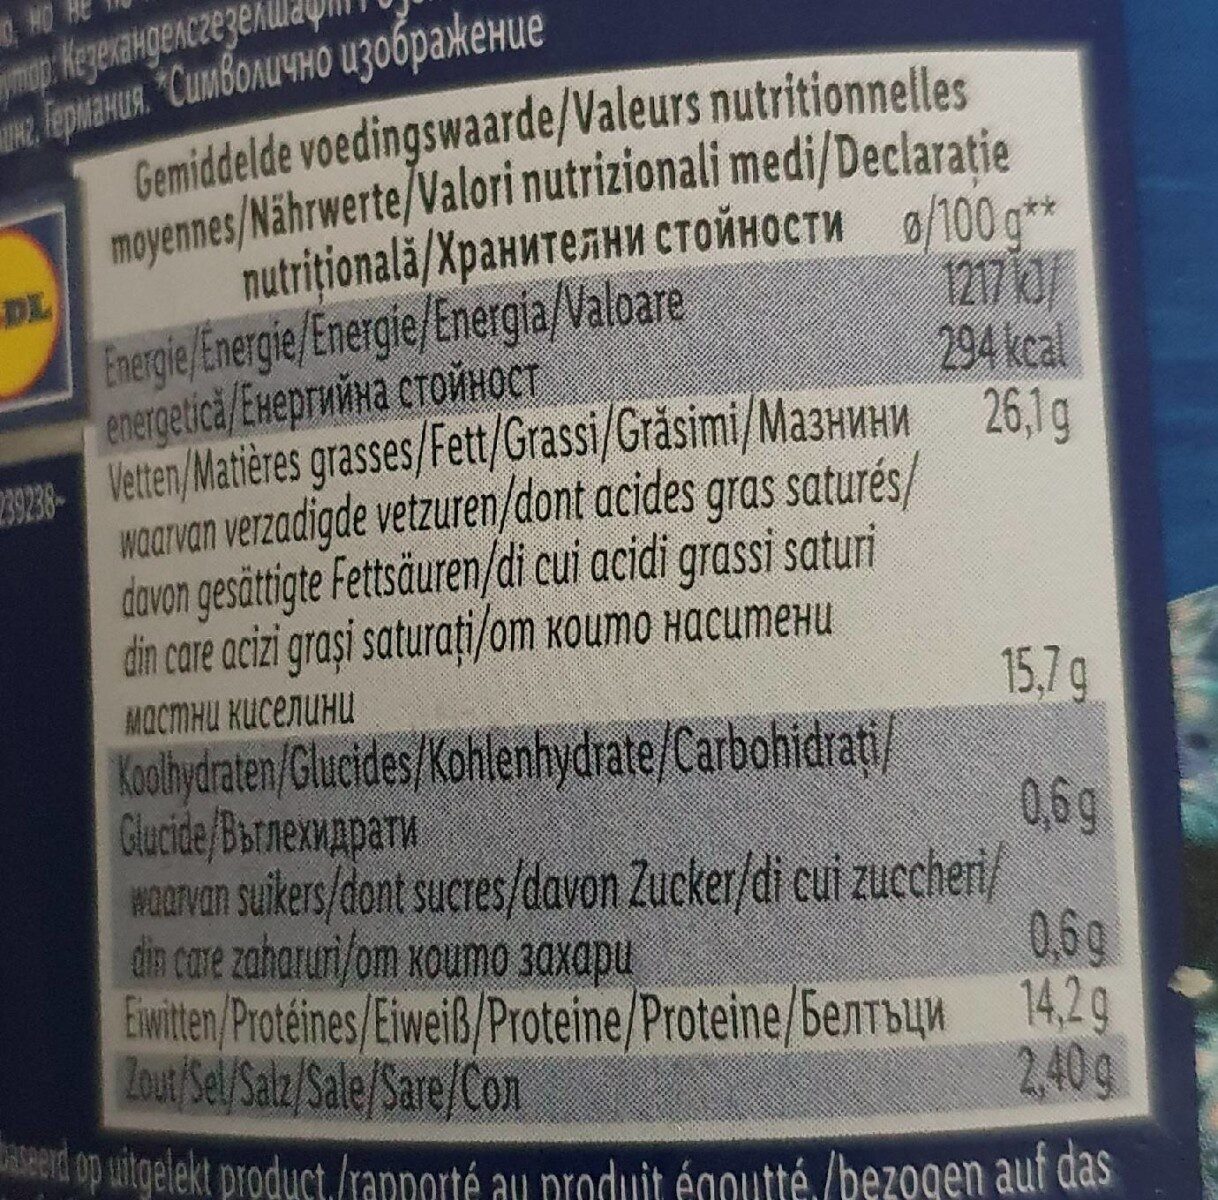 но не
Кезехандесгезелшафт
Германия. *Символично изображение
Gemiddelde voedingswaarde/Valeurs nutritionnelles
moyennes/Nährwerte/Valori nutrizionali medi/Declarație
nutrițională/Хранителни стойности ø/100 g**
Energie/Énergie/Energie/Energia/Valoare 1217 kJ/
energetică/Енергийна стойност 294 kcal
Vetten/Matières grasses/Fett/Grassi/Grăsimi/Мазнини 26,1 g
waarvan verzadigde vetzuren/dont acides gras saturés/
davon gesättigte Fettsäuren/di cui acidi grassi saturi
din care acizi grași saturați/от които наситени
мастни киселини 15,7 g
Koolhydraten/Glucides/Kohlenhydrate/Carbohidrați/
Glucide/Въглехидрати 0,6 g
waarvan suikers/dont sucres/davon Zucker/di cui zuccheri/
din care zaharuri/от които захари 0,6 g
Eiwitten/Protéines/Eiweiß/Proteine/Proteine/Белтъци 14,2 g
Zout/Sel/Salz/Sale/Sare/Сол 2,40 g
op uitgelekt product./rapporté au produit égoutté./bezogen auf das
DL
239238-